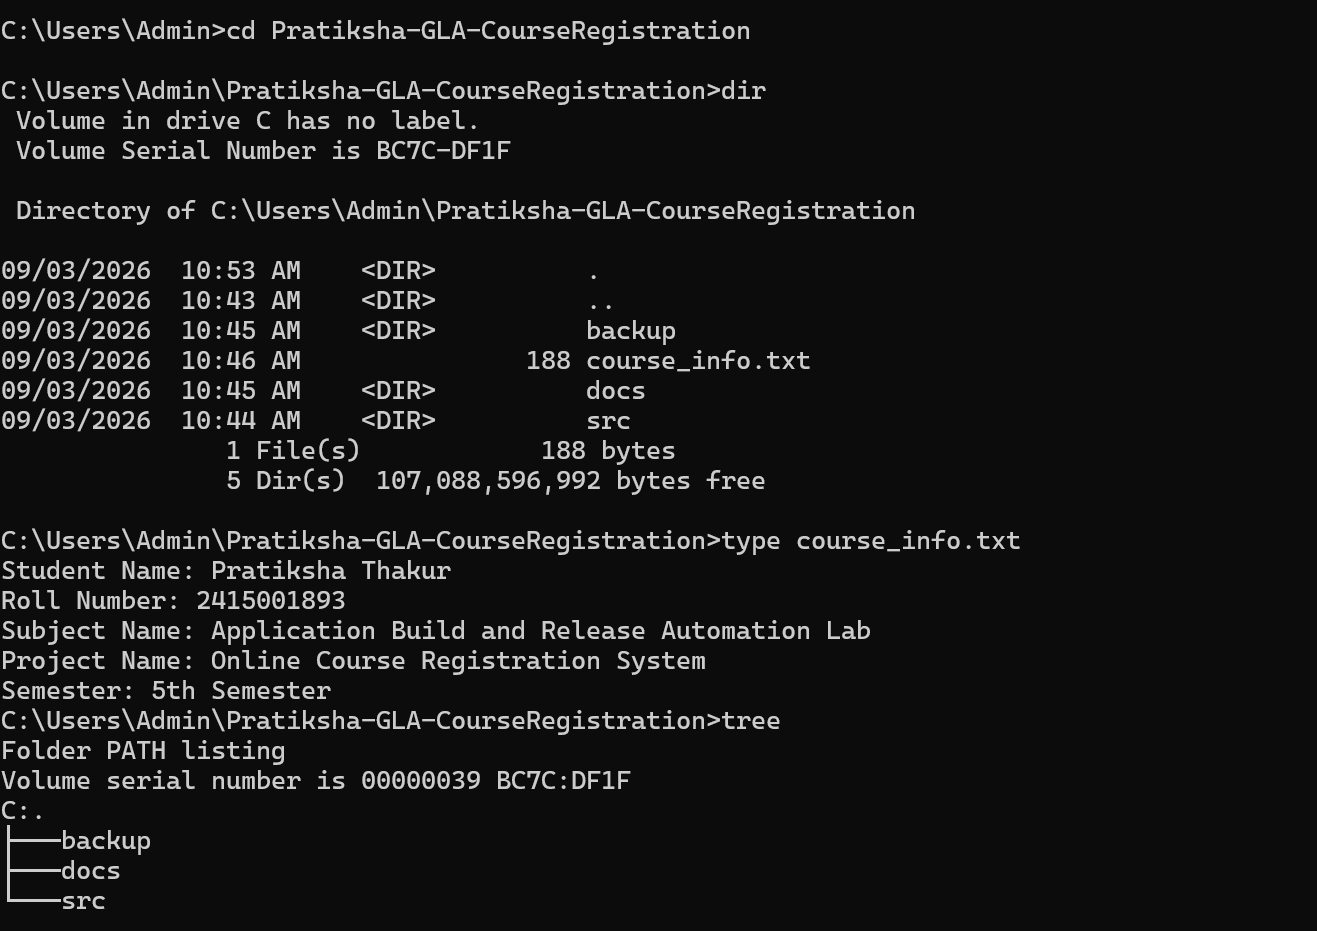 C:\Users\Admin>cd Pratiksha-GLA-CourseRegistration
C:\Users\Admin\Pratiksha-GLA-CourseRegistration>dir
 Volume in drive C has no label.
 Volume Serial Number is BC7C-DF1F
 Directory of C:\Users\Admin\Pratiksha-GLA-CourseRegistration
09/03/2026  10:53 AM    <DIR>          .
09/03/2026  10:43 AM    <DIR>          ..
09/03/2026  10:45 AM    <DIR>          backup
09/03/2026  10:46 AM               188 course_info.txt
09/03/2026  10:45 AM    <DIR>          docs
09/03/2026  10:44 AM    <DIR>          src
               1 File(s)            188 bytes
               5 Dir(s)  107,088,596,992 bytes free
C:\Users\Admin\Pratiksha-GLA-CourseRegistration>type course_info.txt
Student Name: Pratiksha Thakur
Roll Number: 2415001893
Subject Name: Application Build and Release Automation Lab
Project Name: Online Course Registration System
Semester: 5th Semester
C:\Users\Admin\Pratiksha-GLA-CourseRegistration>tree
Folder PATH listing
Volume serial number is 00000039 BC7C:DF1F
C:.
├───backup
├───docs
└───src